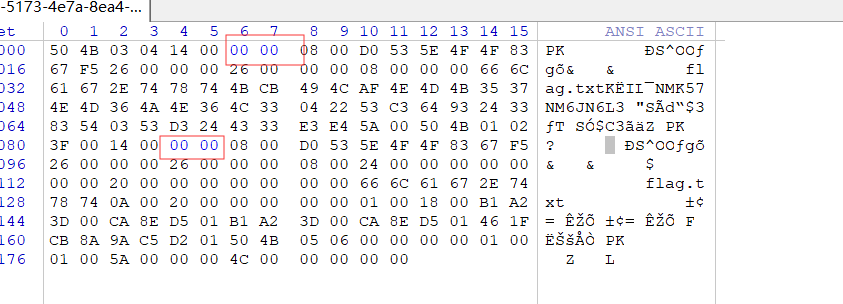 -5173-4e7a-8ea4-...
et 0 1 2 3 4 5 6 7 8 9 10 11 12 13 14 15 ANSI ASCII
000 50 4B 03 04 14 00 00 00 08 00 D0 53 5E 4F 4F 83 PK ÐS^OOƒ
016 67 F5 26 00 00 00 26 00 00 00 08 00 00 00 66 6C gõ& & fl
032 61 67 2E 74 78 74 4B CB 49 4C AF 4E 4D 4B 35 37 ag.txtKËIL¯NMK57
048 4E 4D 36 4A 4E 36 4C 33 04 22 53 C3 64 93 24 33 NM6JN6L3 "SÃd“$3
064 83 54 03 53 D3 24 43 33 E3 E4 5A 00 50 4B 01 02 ƒT SÓ$C3ãäZ PK
080 3F 00 14 00 00 00 08 00 D0 53 5E 4F 4F 83 67 F5 ? ÐS^OOƒgõ
096 26 00 00 00 26 00 00 00 08 00 24 00 00 00 00 00 & & $
112 00 00 20 00 00 00 00 00 00 00 66 6C 61 67 2E 74 flag.t
128 78 74 0A 00 20 00 00 00 00 00 01 00 18 00 B1 A2 xt ±¢
144 3D 00 CA 8E D5 01 B1 A2 3D 00 CA 8E D5 01 46 1F = ÊŽÕ ±¢= ÊŽÕ F
160 CB 8A 9A C5 D2 01 50 4B 05 06 00 00 00 00 01 00 ËŠšÅÒ PK
176 01 00 5A 00 00 00 4C 00 00 00 00 00 Z L